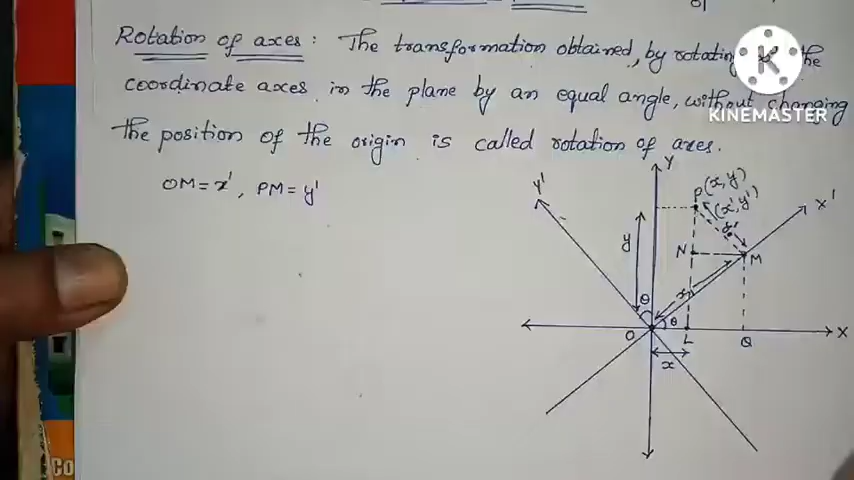 Rotation of axes: The transformation obtained, by rotating the
KINEMASTER
coordinate axes in the plane by an equal angle, without changing
the position of the origin is called rotation of axes.
OM = x', PM = y'
Y
Y'
P(x,y)
(x',y')
X'
y'
y
N
M
x'
θ
θ
O
L
Q
X
x
Co